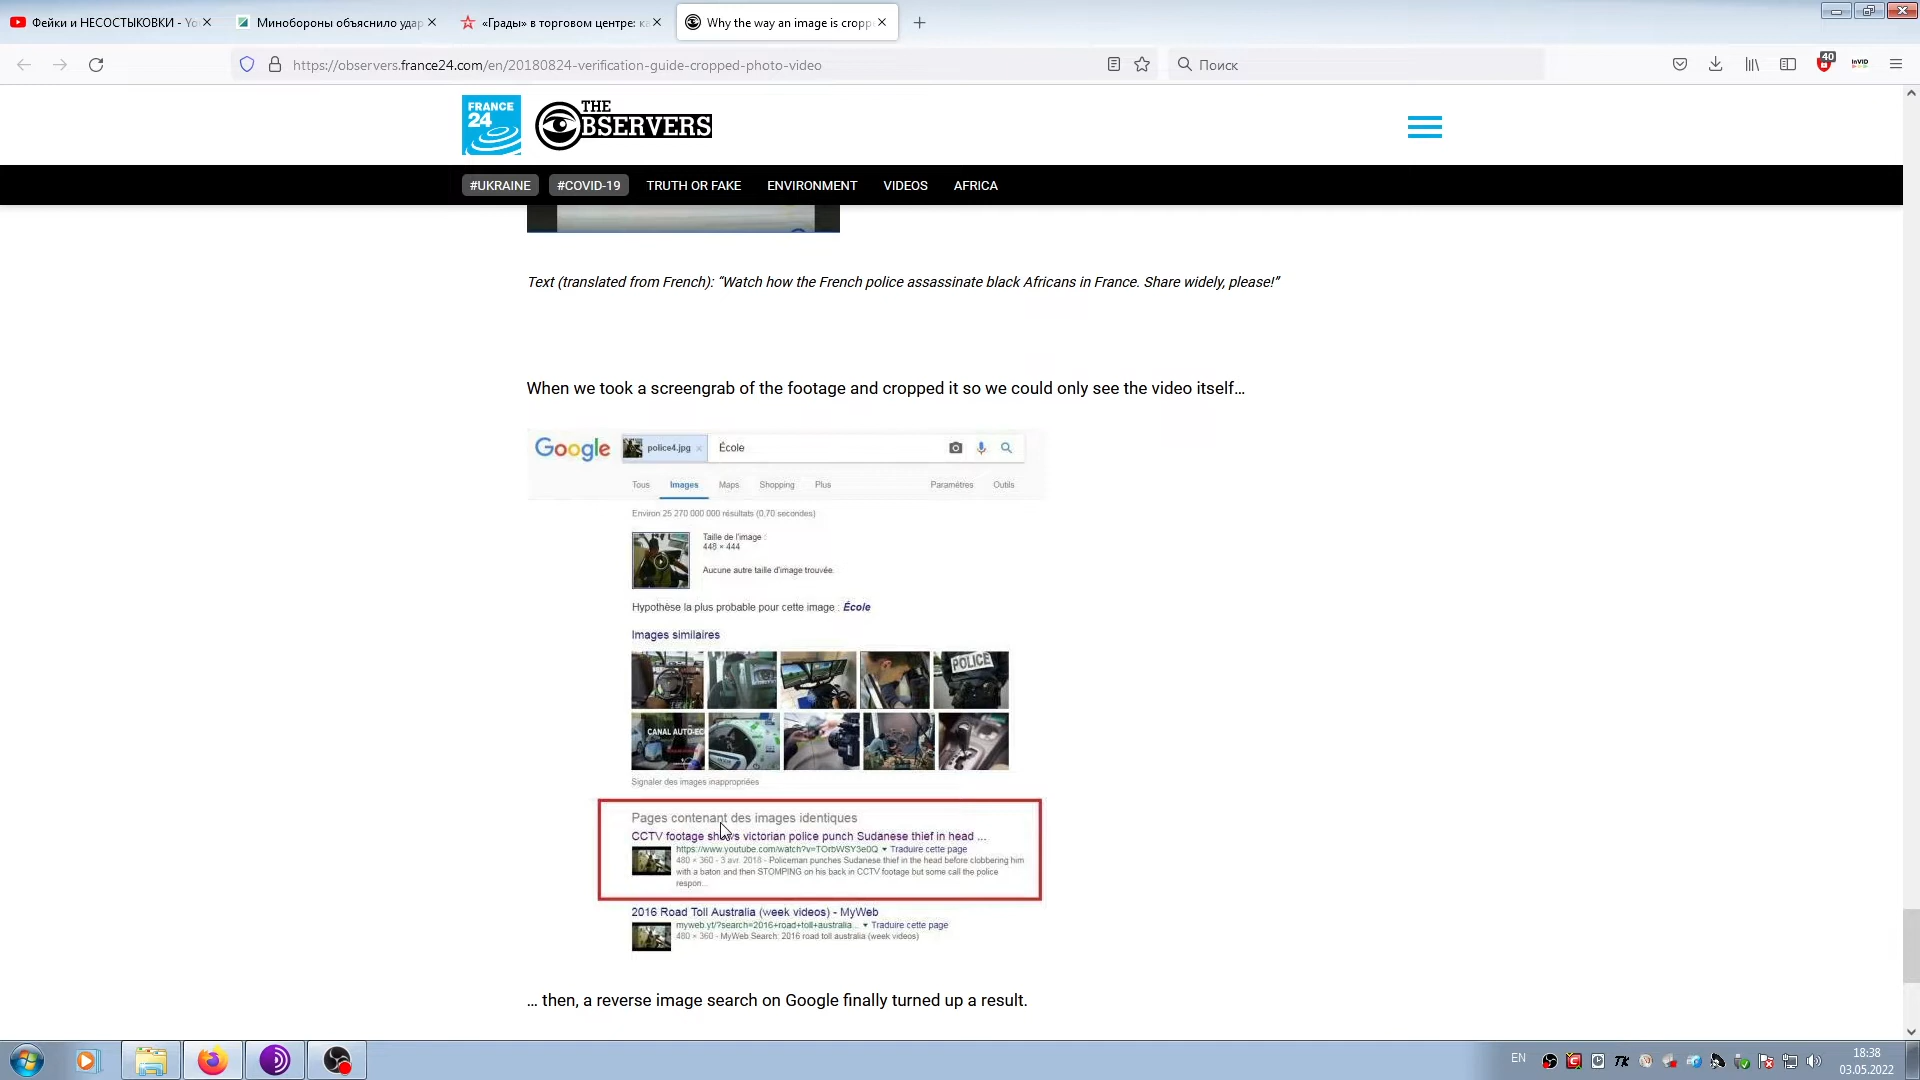 Фейки и НЕСОСТЫКОВКИ - Yo
Минобороны объяснило удар
«Грады» в торговом центре: ка
Why the way an image is cropp
https://observers.france24.com/en/20180824-verification-guide-cropped-photo-video
Поиск
40
InVID
FRANCE 24
THE OBSERVERS
#UKRAINE
#COVID-19
TRUTH OR FAKE
ENVIRONMENT
VIDEOS
AFRICA
Text (translated from French): “Watch how the French police assassinate black Africans in France. Share widely, please!”
When we took a screengrab of the footage and cropped it so we could only see the video itself…
Google
police4.jpg
École
Tous
Images
Maps
Shopping
Plus
Paramètres
Outils
Environ 25 270 000 000 résultats (0,70 secondes)
Taille de l'image :
448 × 444
Aucune autre taille d'image trouvée.
Hypothèse la plus probable pour cette image : École
Images similaires
POLICE
CANAL AUTO-EC
Signaler des images inappropriées
Pages contenant des images identiques
CCTV footage shows victorian police punch Sudanese thief in head ...
https://www.youtube.com/watch?v=TOrbWSY3e0Q Traduire cette page
480 × 360 - 3 avr. 2018 - Policeman punches Sudanese thief in the head before clobbering him
with a baton and then STOMPING on his back in CCTV footage but some call the police
respon...
2016 Road Toll Australia (week videos) - MyWeb
myweb.yt/?search=2016+road+toll+australia... Traduire cette page
480 × 360 - MyWeb Search: 2016 road toll australia (week videos)
… then, a reverse image search on Google finally turned up a result.
EN
18:38
03.05.2022